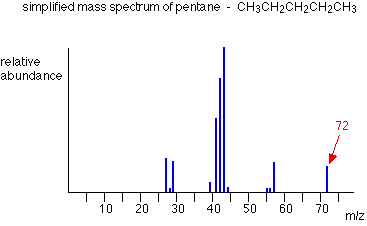 simplified mass spectrum of pentane - CH3CH2CH2CH2CH3
relative
abundance
72
10 20 30 40 50 60 70
m/z